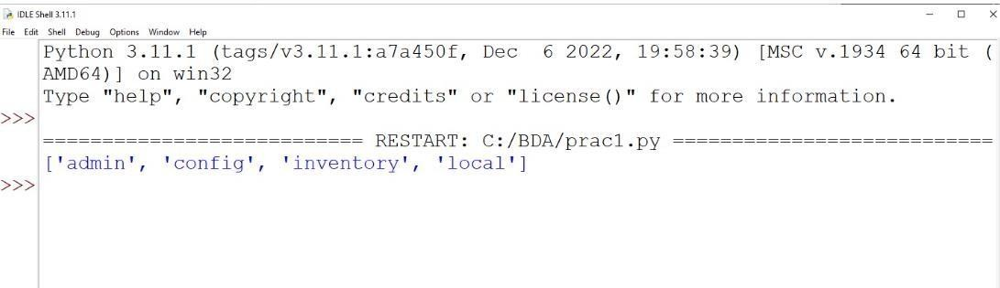 IDLE Shell 3.11.1
File Edit Shell Debug Options Window Help
Python 3.11.1 (tags/v3.11.1:a7a450f, Dec  6 2022, 19:58:39) [MSC v.1934 64 bit (
AMD64)] on win32
Type "help", "copyright", "credits" or "license()" for more information.
>>>
=========================== RESTART: C:/BDA/prac1.py ===========================
['admin', 'config', 'inventory', 'local']
>>>